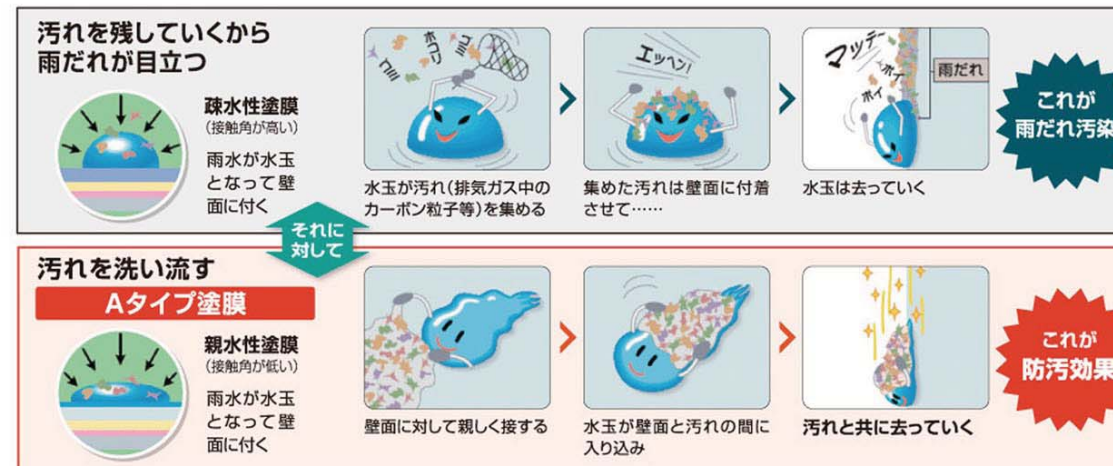 汚れを残していくから
雨だれが目立つ
疎水性塗膜
(接触角が高い)
雨水が水玉
となって壁
面に付く
ゴミ
ホコリ
ゴミ
水玉が汚れ(排気ガス中の
カーボン粒子等)を集める
エッヘン!
集めた汚れは壁面に付着
させて……
マッテー
ポイ
ポイ
雨だれ
水玉は去っていく
これが
雨だれ汚染
それに
対して
汚れを洗い流す
Aタイプ塗膜
親水性塗膜
(接触角が低い)
雨水が水玉
となって壁
面に付く
壁面に対して親しく接する
水玉が壁面と汚れの間に
入り込み
汚れと共に去っていく
これが
防汚効果